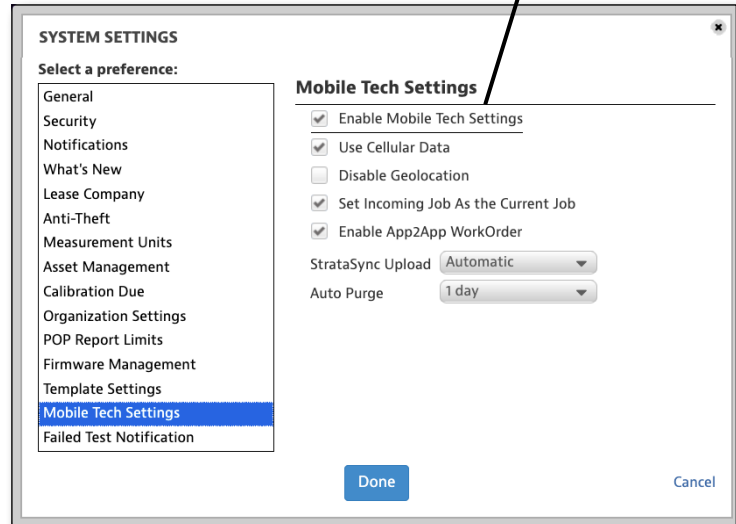 SYSTEM SETTINGS
Select a preference:
General
Security
Notifications
What's New
Lease Company
Anti-Theft
Measurement Units
Asset Management
Calibration Due
Organization Settings
POP Report Limits
Firmware Management
Template Settings
Mobile Tech Settings
Failed Test Notification
Mobile Tech Settings
Enable Mobile Tech Settings
Use Cellular Data
Disable Geolocation
Set Incoming Job As the Current Job
Enable App2App WorkOrder
StrataSync Upload Automatic
Auto Purge 1 day
Done
Cancel